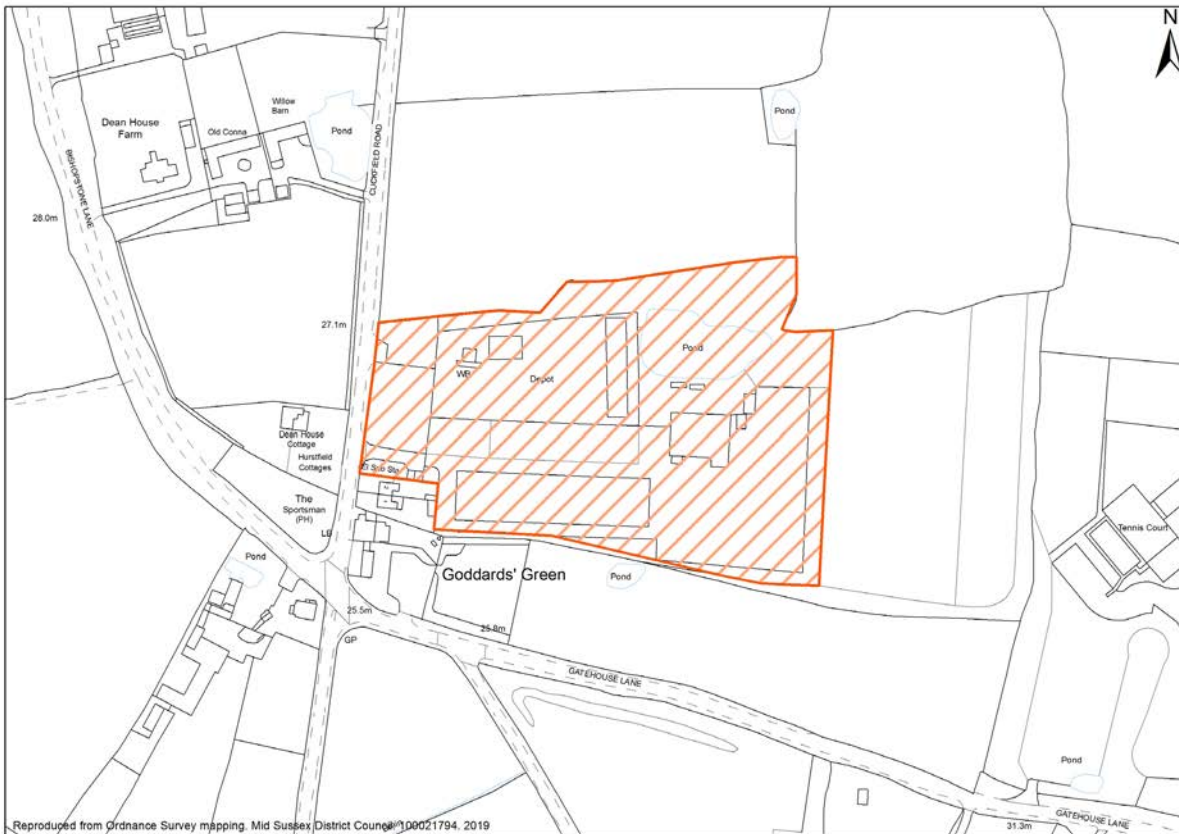 N
Dean House
Farm
Old Conna
Willow
Barn
Pond
Pond
BISHOPSTONE LANE
CUCKFIELD ROAD
28.0m
27.1m
Pond
WB
Depot
Dean House
Cottage
Hurstfield
Cottages
El Sub Sta
The
Sportsman
(PH)
LB
Tennis Court
Pond
Goddards' Green
Pond
25.5m
25.8m
GP
GATEHOUSE LANE
Pond
GATEHOUSE LANE
31.3m
Reproduced from Ordnance Survey mapping. Mid Sussex District Council 100021794. 2019